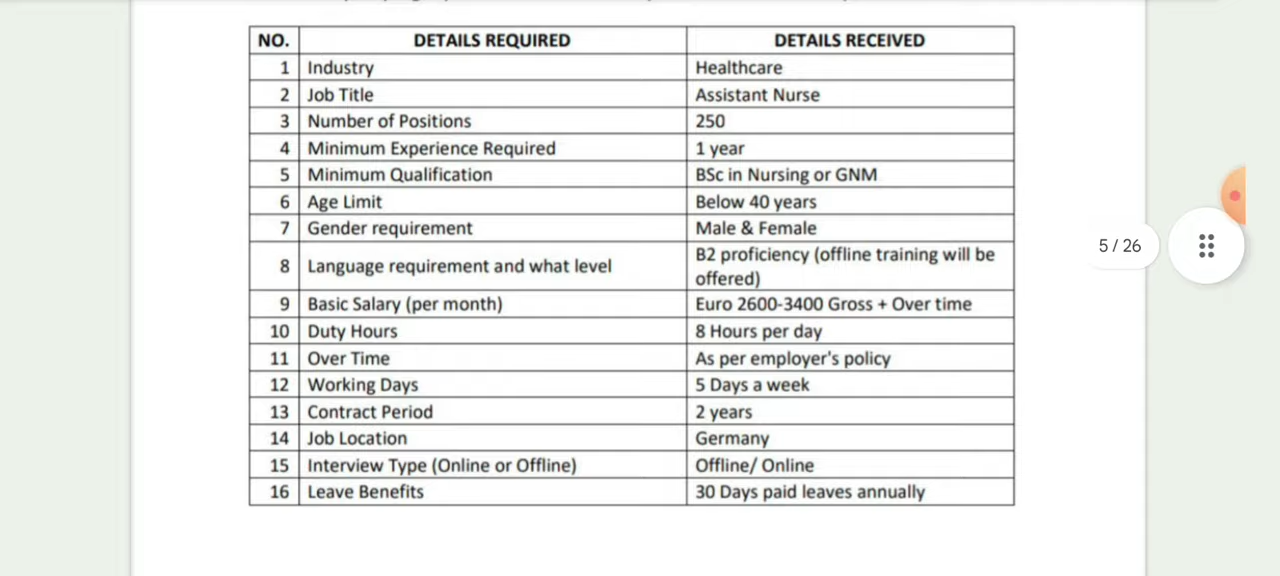 NO. DETAILS REQUIRED DETAILS RECEIVED
1 Industry Healthcare
2 Job Title Assistant Nurse
3 Number of Positions 250
4 Minimum Experience Required 1 year
5 Minimum Qualification BSc in Nursing or GNM
6 Age Limit Below 40 years
7 Gender requirement Male & Female
8 Language requirement and what level B2 proficiency (offline training will be
offered)
9 Basic Salary (per month) Euro 2600-3400 Gross + Over time
10 Duty Hours 8 Hours per day
11 Over Time As per employer's policy
12 Working Days 5 Days a week
13 Contract Period 2 years
14 Job Location Germany
15 Interview Type (Online or Offline) Offline/ Online
16 Leave Benefits 30 Days paid leaves annually
5 / 26